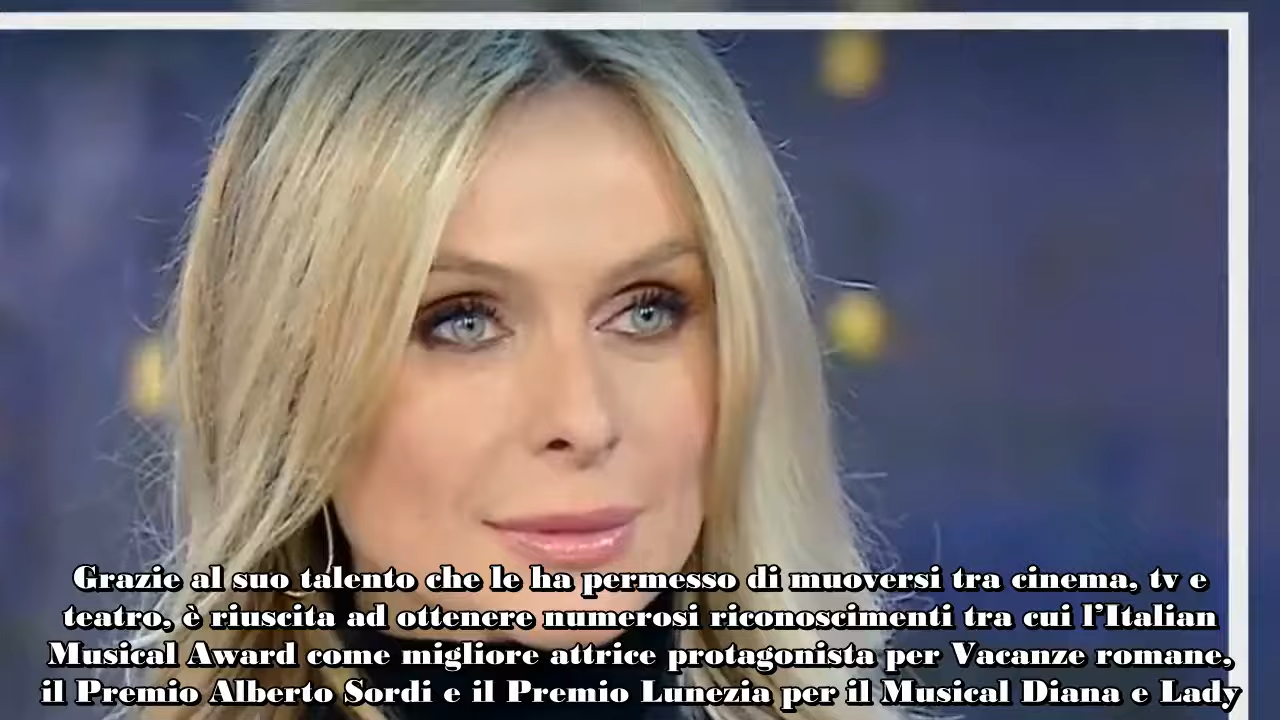 Grazie al suo talento che le ha permesso di muoversi tra cinema, tv e
teatro, è riuscita ad ottenere numerosi riconoscimenti tra cui l'Italian
Musical Award come migliore attrice protagonista per Vacanze romane,
il Premio Alberto Sordi e il Premio Lunezia per il Musical Diana e Lady